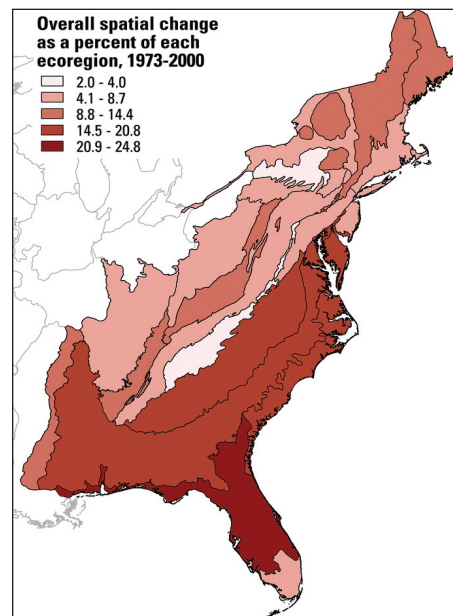 Overall spatial change
as a percent of each
ecoregion, 1973-2000
2.0 - 4.0
4.1 - 8.7
8.8 - 14.4
14.5 - 20.8
20.9 - 24.8